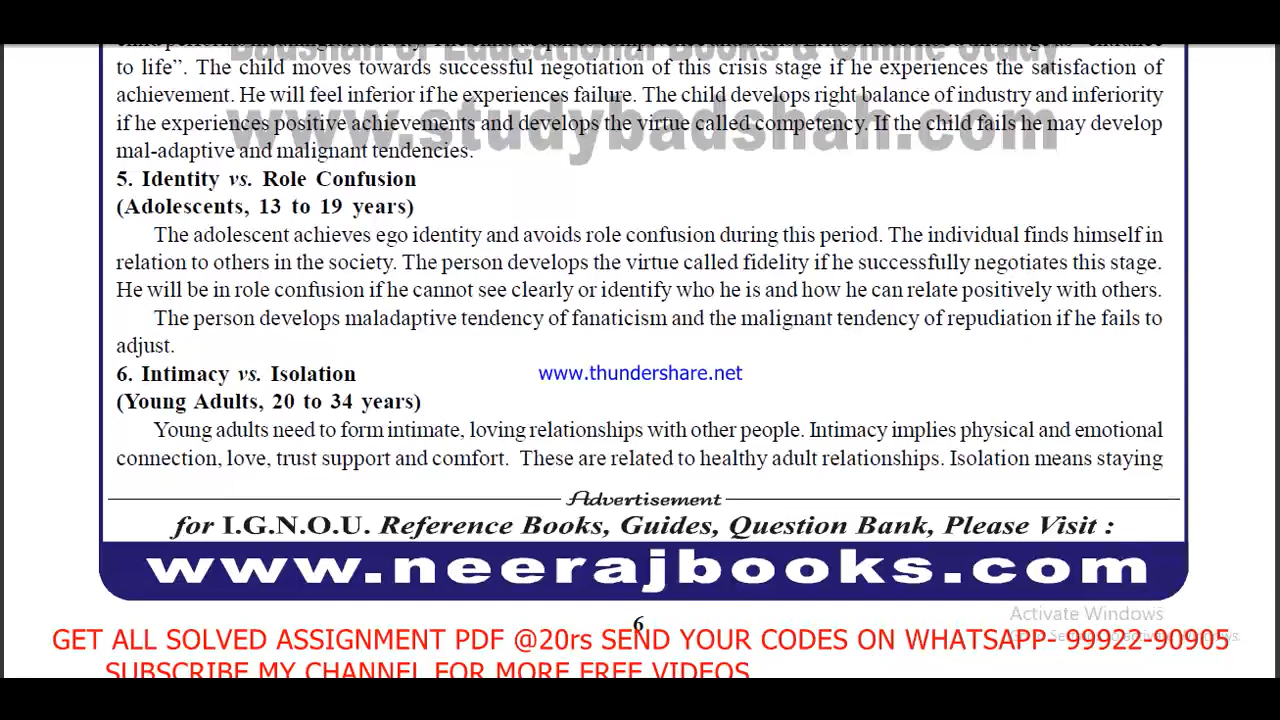 Badshah of Educational Books & Online Study
to life”. The child moves towards successful negotiation of this crisis stage if he experiences the satisfaction of
achievement. He will feel inferior if he experiences failure. The child develops right balance of industry and inferiority
www.studybadshah.com
if he experiences positive achievements and develops the virtue called competency. If the child fails he may develop
mal-adaptive and malignant tendencies.
5. Identity vs. Role Confusion
(Adolescents, 13 to 19 years)
The adolescent achieves ego identity and avoids role confusion during this period. The individual finds himself in
relation to others in the society. The person develops the virtue called fidelity if he successfully negotiates this stage.
He will be in role confusion if he cannot see clearly or identify who he is and how he can relate positively with others.
The person develops maladaptive tendency of fanaticism and the malignant tendency of repudiation if he fails to
adjust.
6. Intimacy vs. Isolation
www.thundershare.net
(Young Adults, 20 to 34 years)
Young adults need to form intimate, loving relationships with other people. Intimacy implies physical and emotional
connection, love, trust support and comfort. These are related to healthy adult relationships. Isolation means staying
Advertisement
for I.G.N.O.U. Reference Books, Guides, Question Bank, Please Visit :
www.neerajbooks.com
Activate Windows
6
GET ALL SOLVED ASSIGNMENT PDF @20rs SEND YOUR CODES ON WHATSAPP- 99922-90905
SUBSCRIBE MY CHANNEL FOR MORE FREE VIDEOS